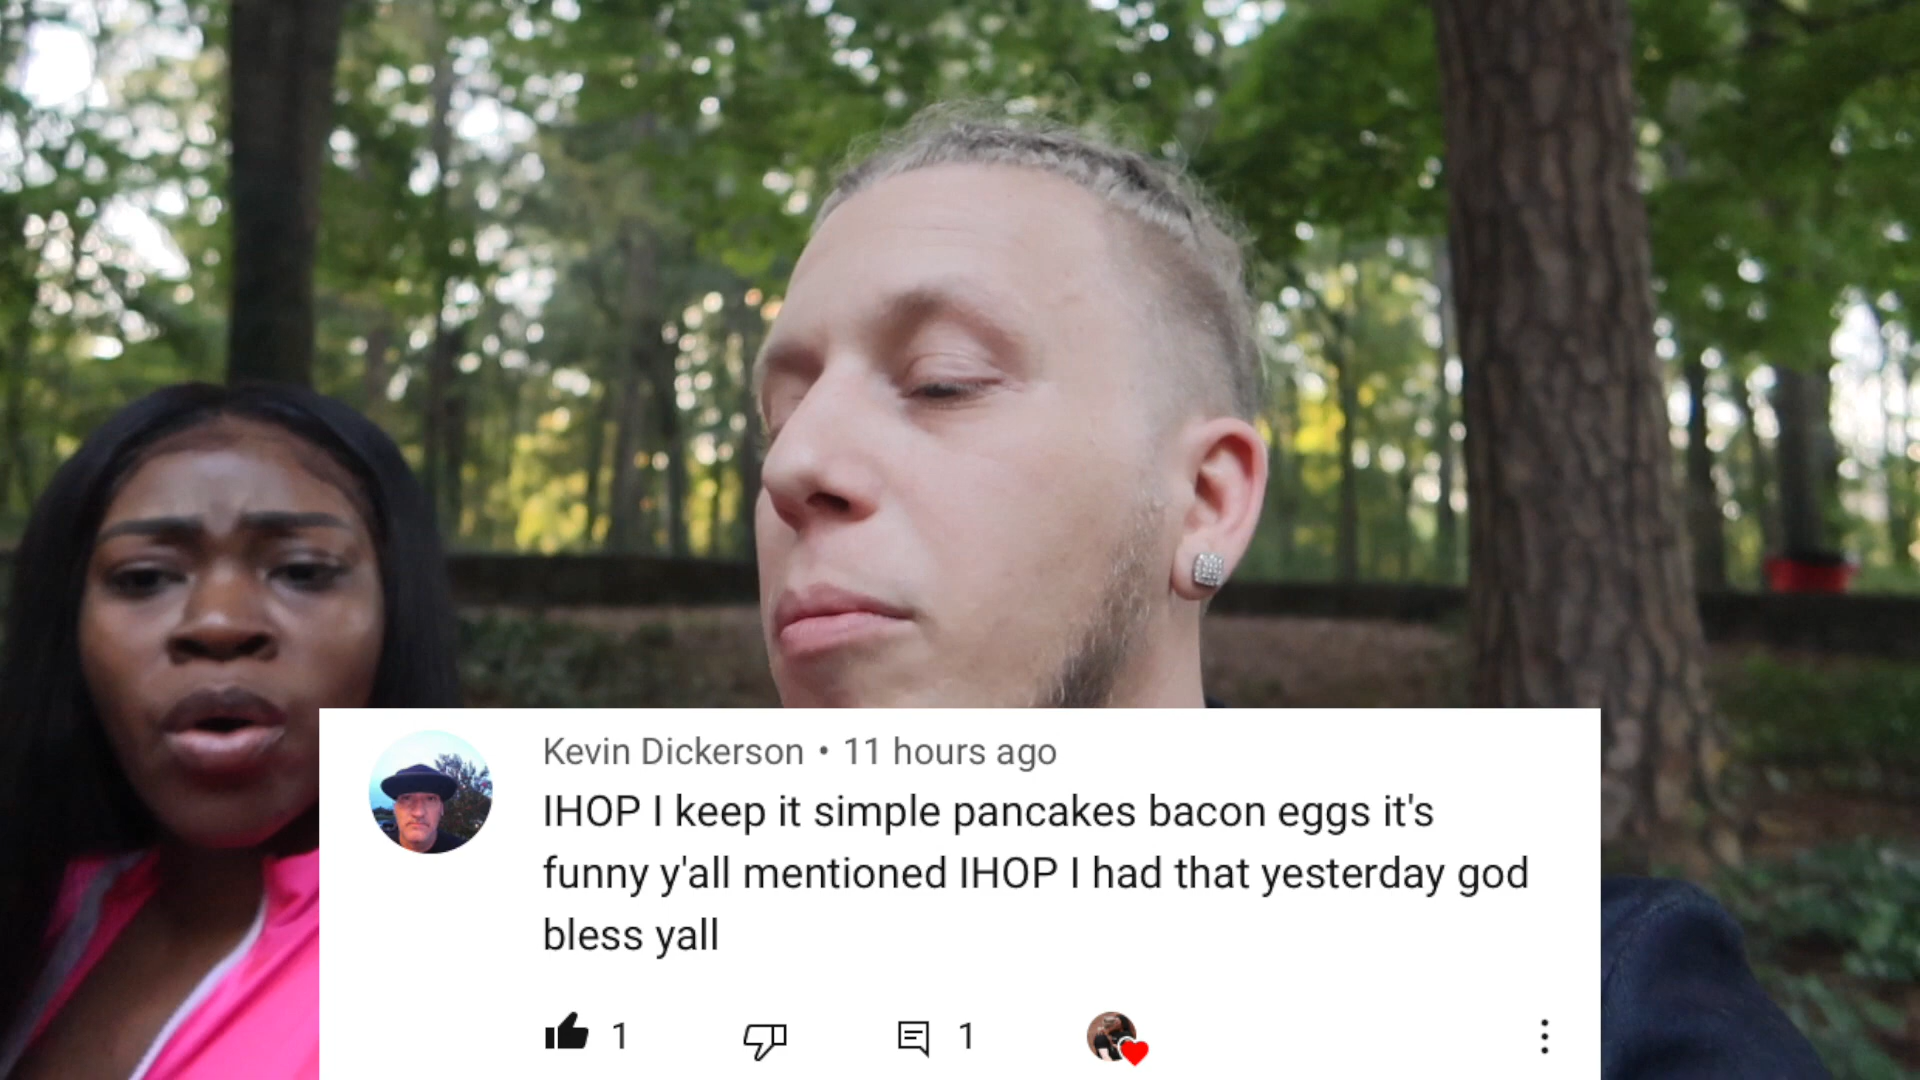 Kevin Dickerson • 11 hours ago
IHOP I keep it simple pancakes bacon eggs it's
funny y'all mentioned IHOP I had that yesterday god
bless yall
1 1